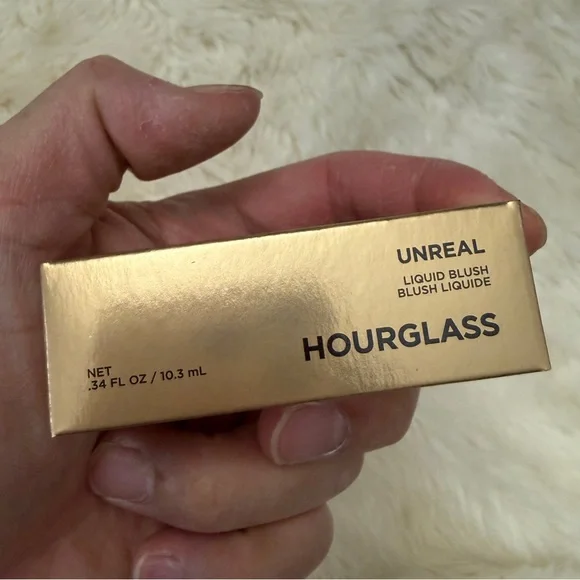 UNREAL
LIQUID BLUSH
BLUSH LIQUIDE
HOURGLASS
NET
.34 FL OZ / 10.3 mL